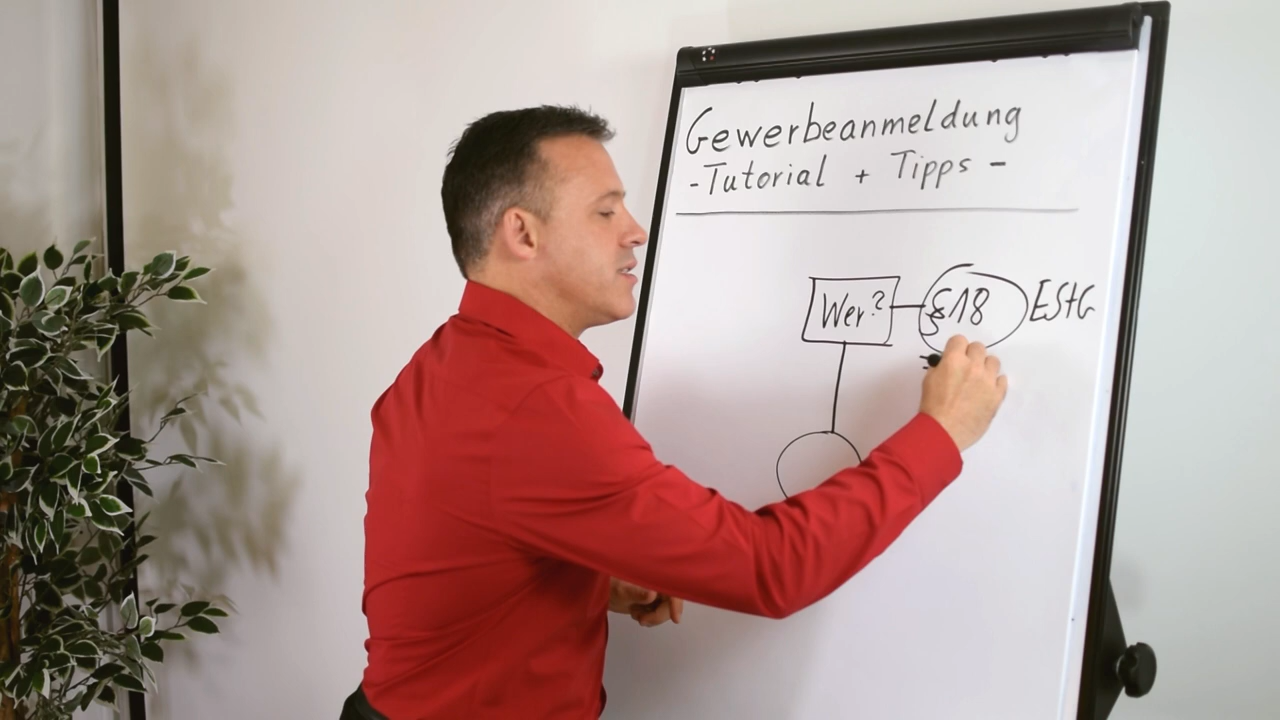 Gewerbeanmeldung
- Tutorial + Tipps -
Wer? §18 EStG